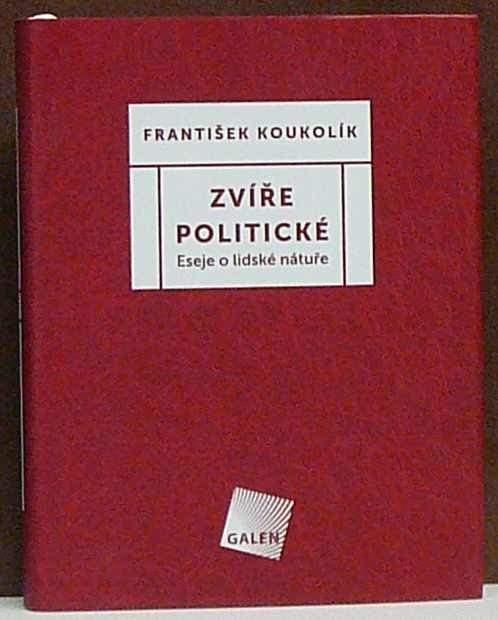 FRANTIŠEK KOUKOLÍK
ZVÍŘE
POLITICKÉ
Eseje o lidské nátuře
GALEN